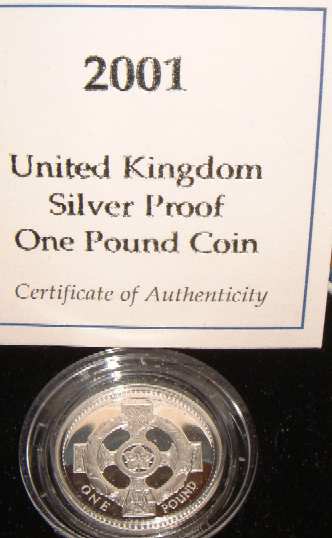 2001
United Kingdom
Silver Proof
One Pound Coin
Certificate of Authenticity
ONE POUND